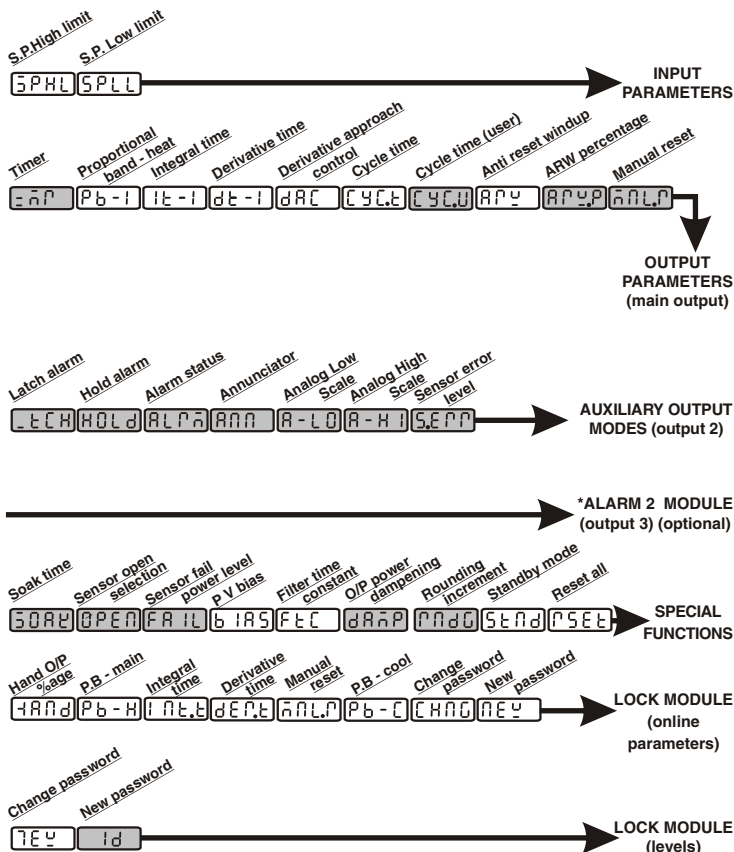 S.P.High limit
S.P. Low limit
SPHL SPLL
INPUT
PARAMETERS
Timer
Proportional
band - heat
Integral time
Derivative time
Derivative approach
control
Cycle time
Cycle time (user)
Anti reset windup
ARW percentage
Manual reset
Pb-1 It-1 dt-1 dAC CYC.t CYC.U
OUTPUT
PARAMETERS
(main output)
Latch alarm
Hold alarm
Alarm status
Annunciator
Analog Low
Scale
Analog High
Scale
Sensor error
level
HOLd ALrm Ann A-LO A-HI S.Err
AUXILIARY OUTPUT
MODES (output 2)
*ALARM 2 MODULE
(output 3) (optional)
Soak time
Sensor open
selection
Sensor fail
power level
P V bias
Filter time
constant
O/P power
dampening
Rounding
increment
Standby mode
Reset all
SOAK OPEn FAIL bIAS FtC dAmP rndG Stnd rSEt
SPECIAL
FUNCTIONS
Hand O/P
%age
P.B - main
Integral
time
Derivative
time
Manual
reset
P.B - cool
Change
password
New
password
HAnd Pb-H Int.t dEr.t mnL.r Pb-C CHnG
LOCK MODULE
(online
parameters)
Change password
New password
Id
LOCK MODULE
(levels)